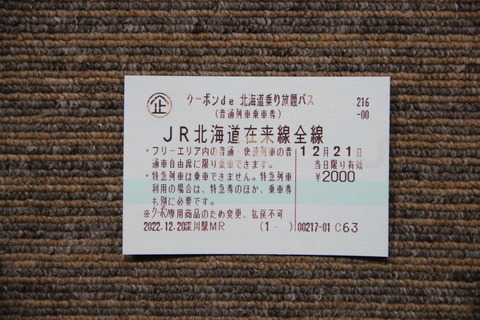 企 クーポンde 北海道乗り放題パス 216
(普通列車乗車券) -00
JR北海道在来線全線
・フリーエリア内の普通・快速列車の普 12月21日
通車自由席に限り乗車できます。 当日限り有効
・特急列車は乗車できません。特急列車 ¥2000
利用の場合は、特急券のほか、乗車券
も別に必要です。
※クーポン専用商品のため変更、払戻不可
2022.12.20深川駅MR (1- ) 00217-01 C63